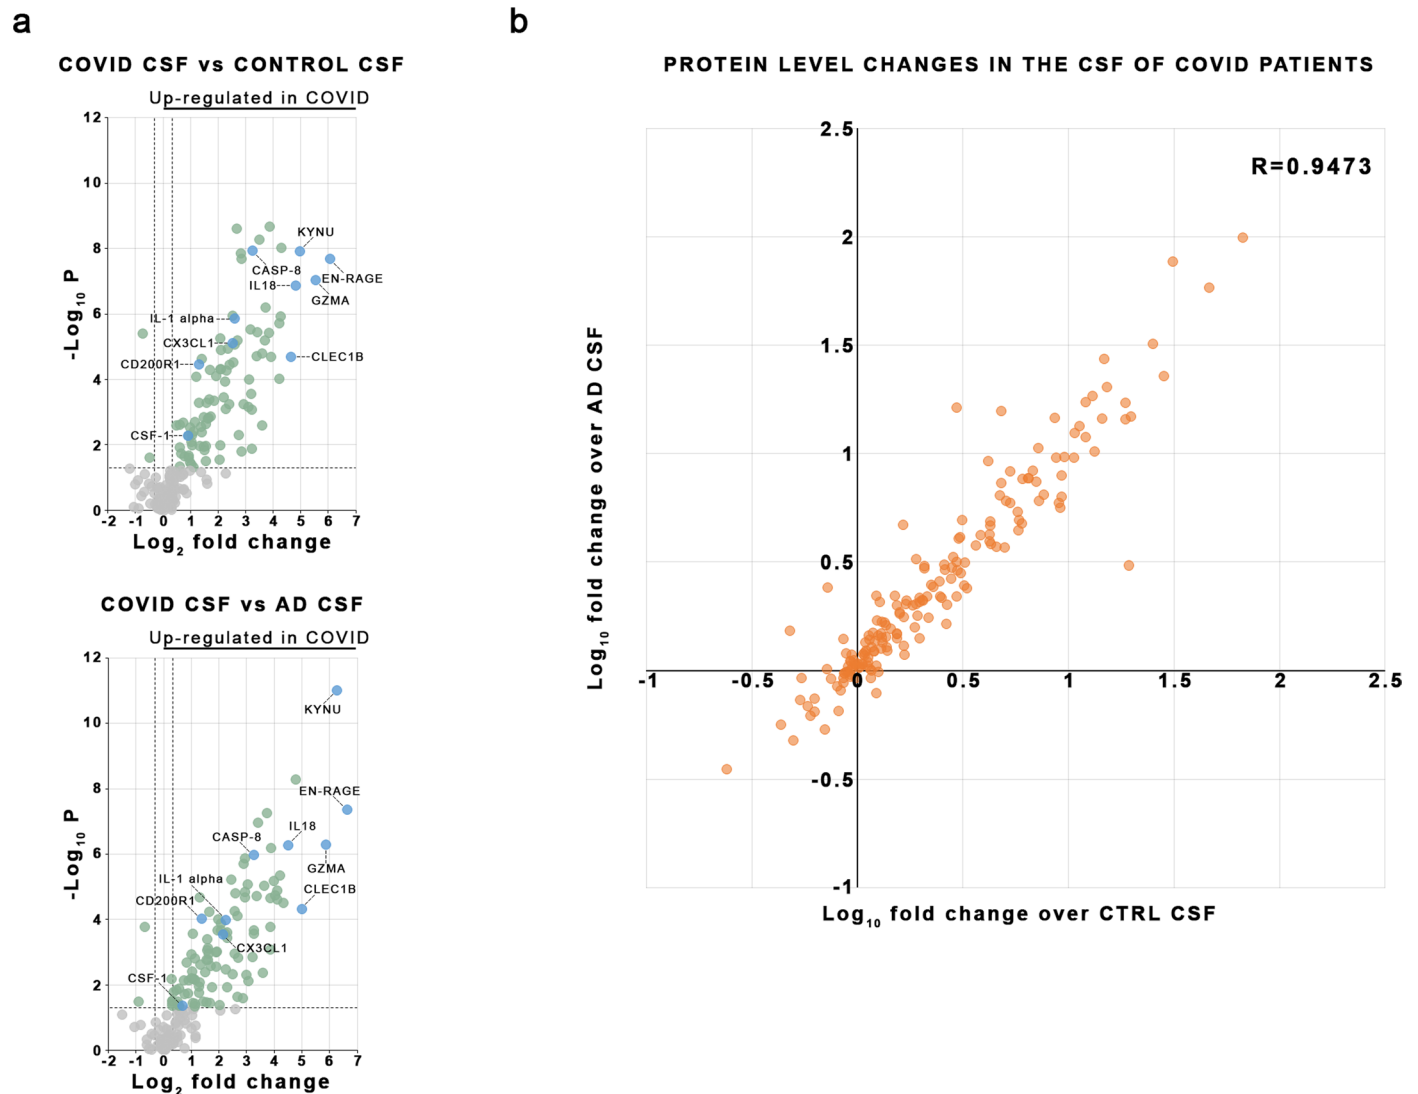 a
COVID CSF vs CONTROL CSF
Up-regulated in COVID
12
10
8
6
4
2
0
-Log10 P
KYNU
CASP-8
EN-RAGE
IL18
GZMA
IL-1 alpha
CX3CL1
CLEC1B
CD200R1
CSF-1
-2 -1 0 1 2 3 4 5 6 7
Log2 fold change
COVID CSF vs AD CSF
Up-regulated in COVID
12
10
8
6
4
2
0
-Log10 P
KYNU
EN-RAGE
IL18
CASP-8
GZMA
IL-1 alpha
CLEC1B
CD200R1
CX3CL1
CSF-1
-2 -1 0 1 2 3 4 5 6 7
Log2 fold change
b
PROTEIN LEVEL CHANGES IN THE CSF OF COVID PATIENTS
R=0.9473
2.5
2
1.5
1
0.5
-1 -0.5 0 0.5 1 1.5 2 2.5
-0.5
-1
Log10 fold change over AD CSF
Log10 fold change over CTRL CSF